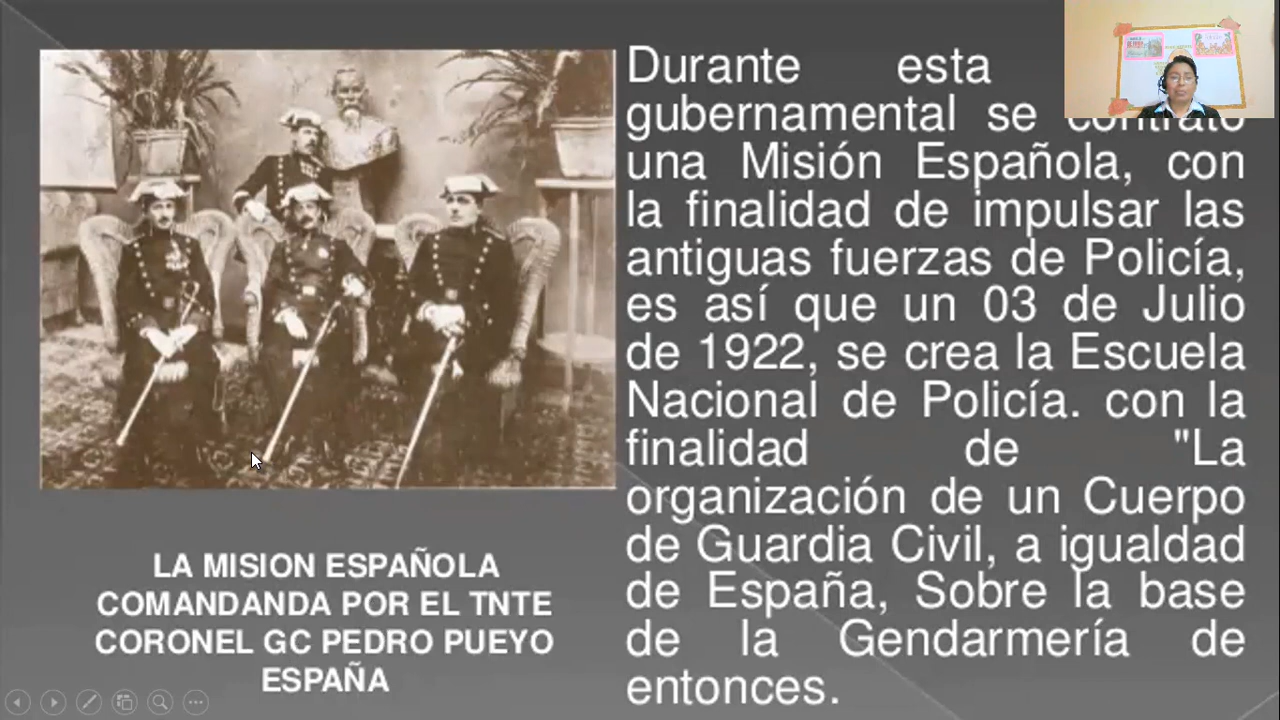 Durante esta
gubernamental se contrató
una Misión Española, con
la finalidad de impulsar las
antiguas fuerzas de Policía,
es así que un 03 de Julio
de 1922, se crea la Escuela
Nacional de Policía. con la
finalidad de "La
organización de un Cuerpo
de Guardia Civil, a igualdad
de España, Sobre la base
de la Gendarmería de
entonces.
LA MISION ESPAÑOLA
COMANDANDA POR EL TNTE
CORONEL GC PEDRO PUEYO
ESPAÑA